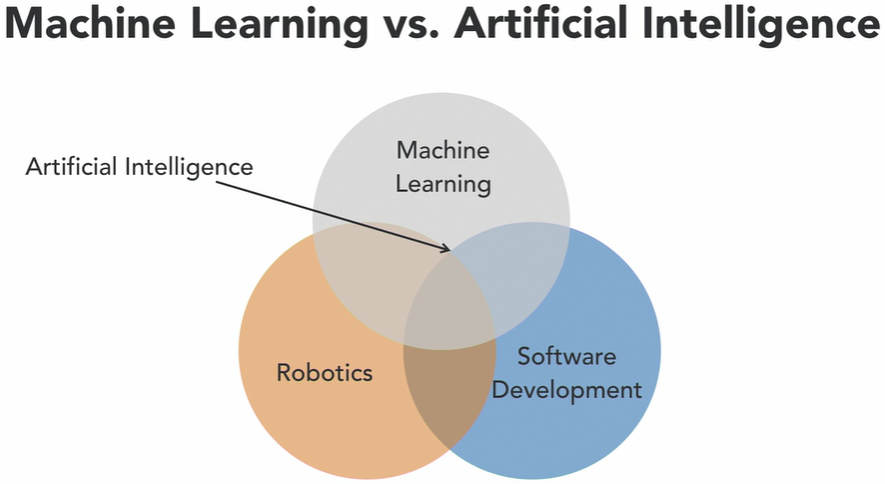 Machine Learning vs. Artificial Intelligence
Machine
Learning
Artificial Intelligence
Robotics
Software
Development